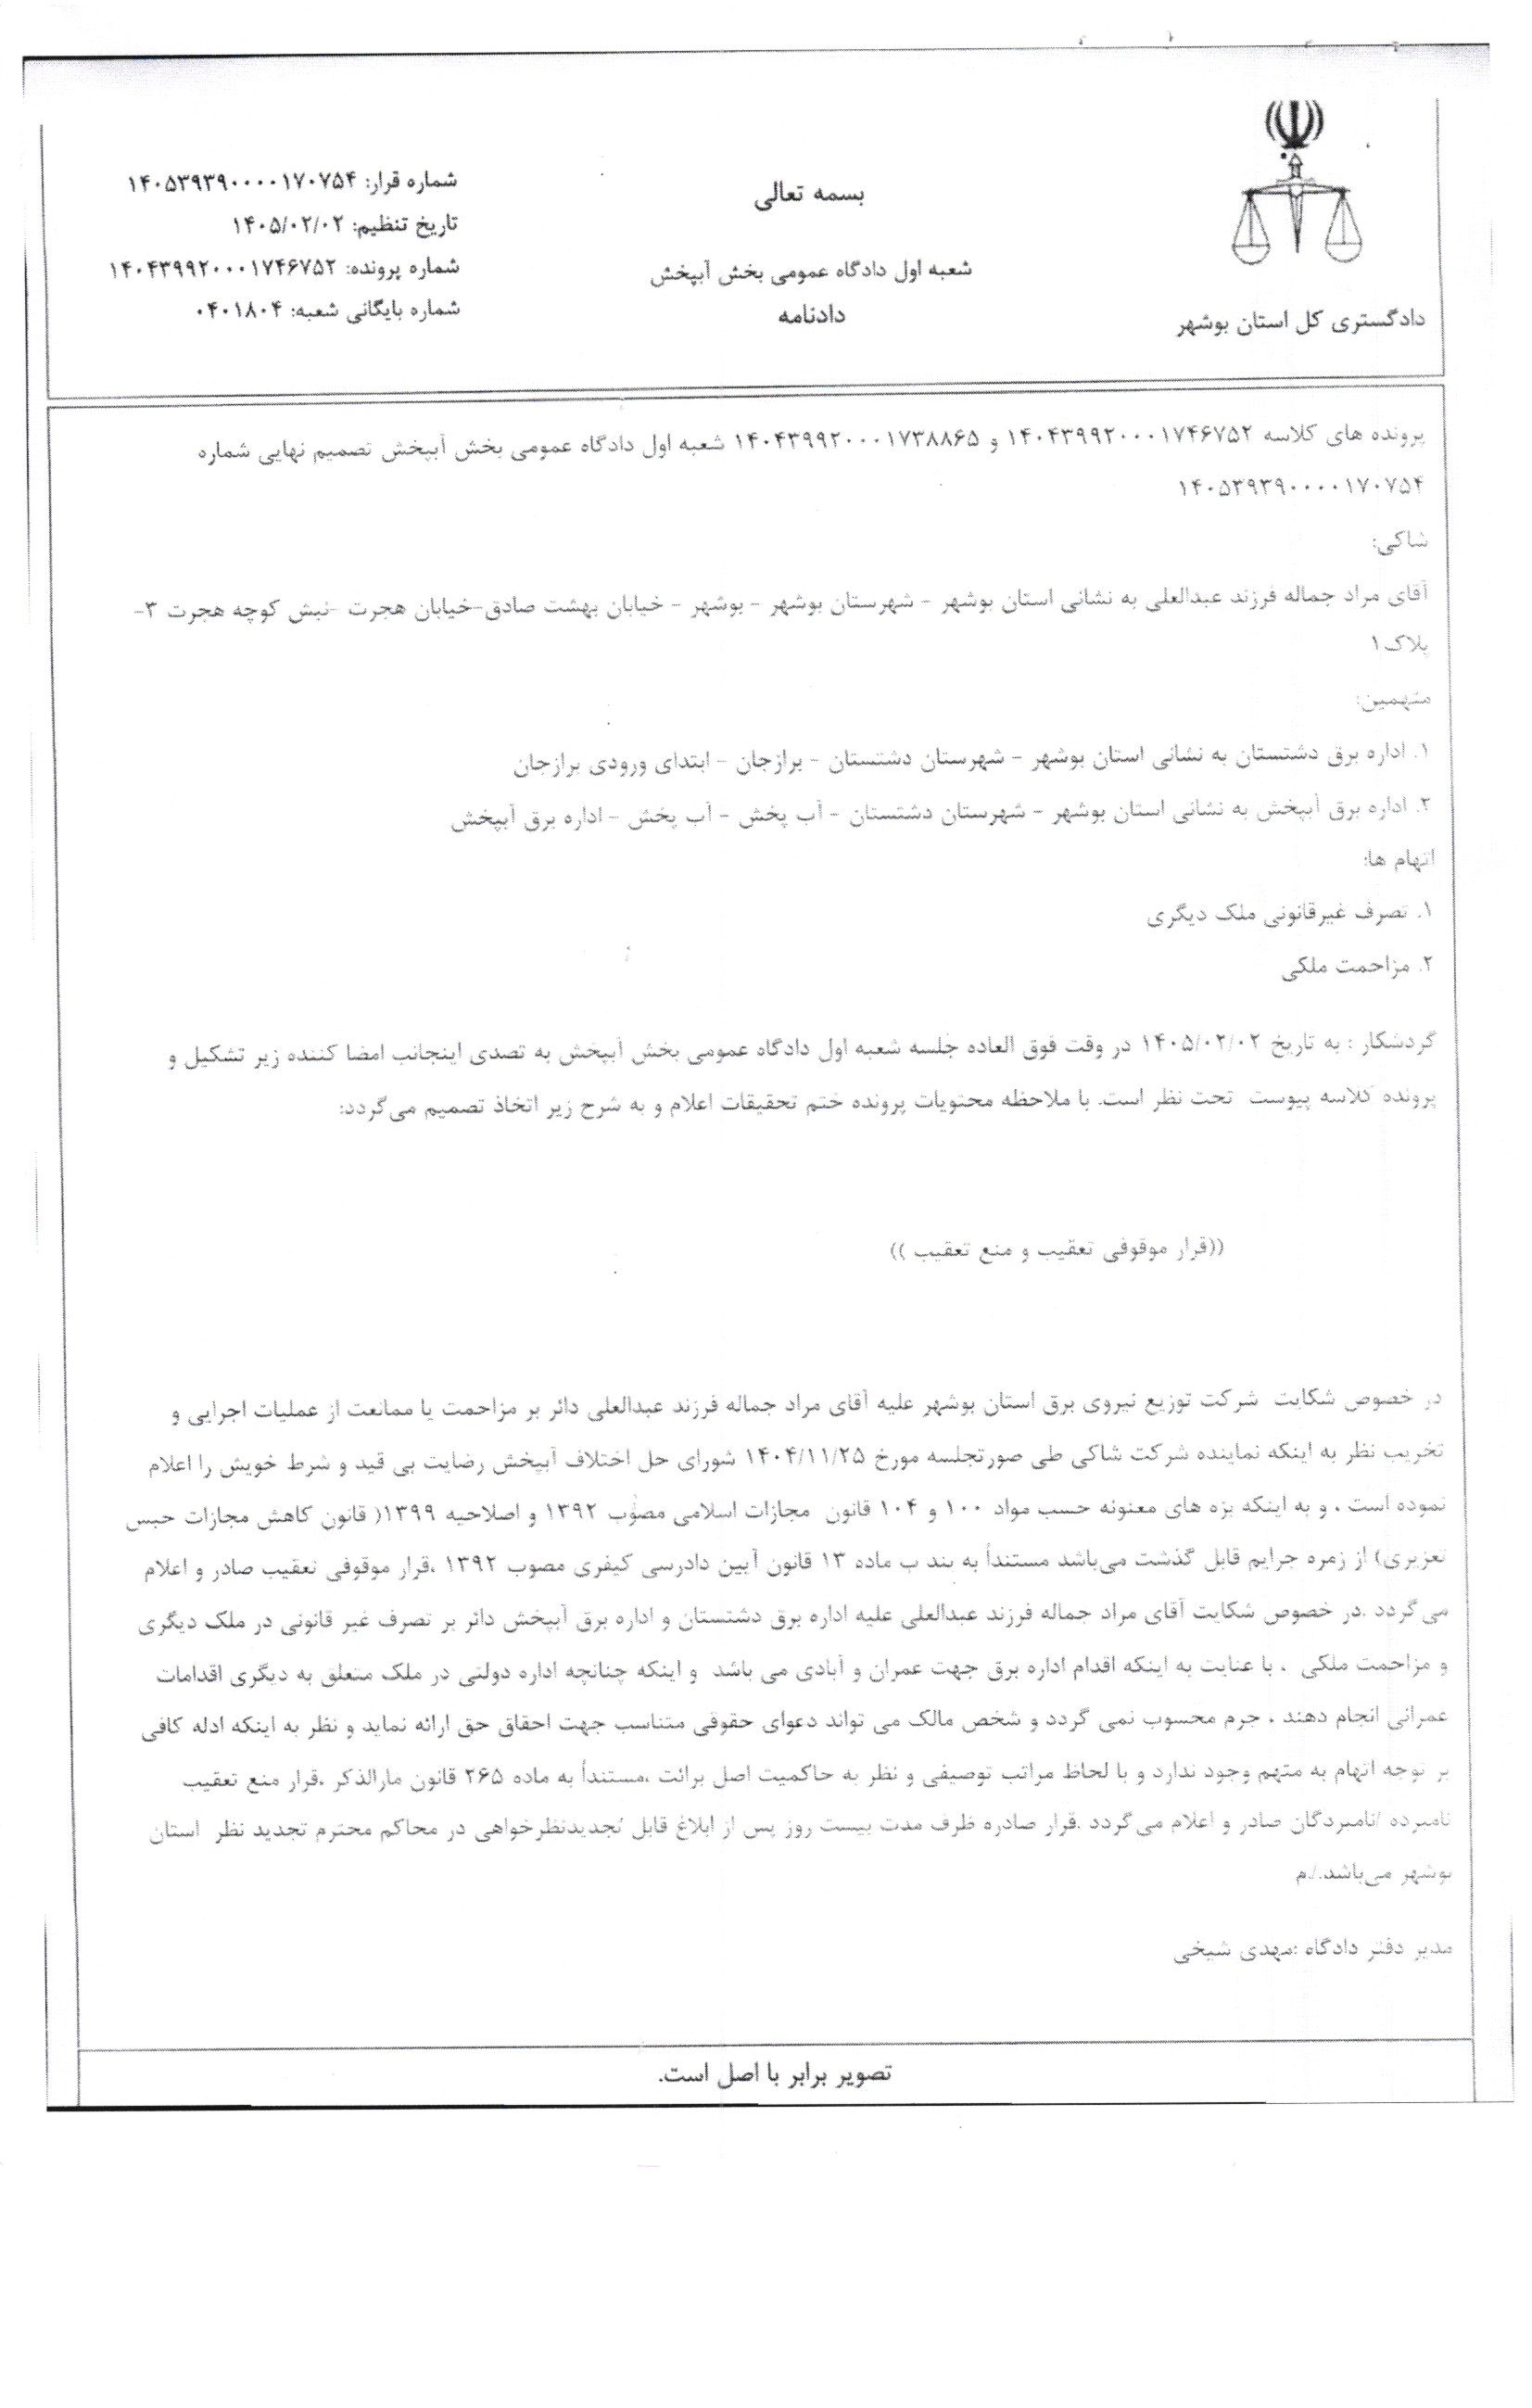 بسمه تعالی
شعبه اول دادگاه عمومی بخش آبپخش
دادنامه
دادگستری کل استان بوشهر
شماره قرار: ۱۴۰۵۳۹۳۹۰۰۰۰۱۷۰۷۵۴
تاریخ تنظیم: ۱۴۰۵/۰۲/۰۲
شماره پرونده: ۱۴۰۴۳۹۹۲۰۰۰۱۷۴۶۷۵۲
شماره بایگانی شعبه: ۰۴۰۱۸۰۴
پرونده های کلاسه ۱۴۰۴۳۹۹۲۰۰۰۱۷۴۶۷۵۲ و ۱۴۰۴۳۹۹۲۰۰۰۱۷۳۸۸۶۵ شعبه اول دادگاه عمومی بخش آبپخش تصمیم نهایی شماره
۱۴۰۵۳۹۳۹۰۰۰۰۱۷۰۷۵۴
شاکی:
آقای مراد جماله فرزند عبدالعلی به نشانی استان بوشهر - شهرستان بوشهر - بوشهر - خیابان بهشت صادق-خیابان هجرت -نبش کوچه هجرت ۳-
پلاک۱
متهمین:
۱. اداره برق دشتستان به نشانی استان بوشهر - شهرستان دشتستان - برازجان - ابتدای ورودی برازجان
۲. اداره برق آبپخش به نشانی استان بوشهر - شهرستان دشتستان - آب پخش - آب پخش - اداره برق آبپخش
اتهام ها:
۱. تصرف غیرقانونی ملک دیگری
۲. مزاحمت ملکی
گردشکار : به تاریخ ۱۴۰۵/۰۲/۰۲ در وقت فوق العاده جلسه شعبه اول دادگاه عمومی بخش آبپخش به تصدی اینجانب امضا کننده زیر تشکیل و
پرونده کلاسه پیوست تحت نظر است. با ملاحظه محتویات پرونده ختم تحقیقات اعلام و به شرح زیر اتخاذ تصمیم می‌گردد:
((قرار موقوفی تعقیب و منع تعقیب ))
در خصوص شکایت شرکت توزیع نیروی برق استان بوشهر علیه آقای مراد جماله فرزند عبدالعلی دائر بر مزاحمت یا ممانعت از عملیات اجرایی و
تخریب نظر به اینکه نماینده شرکت شاکی طی صورتجلسه مورخ ۱۴۰۴/۱۱/۲۵ شورای حل اختلاف آبپخش رضایت بی قید و شرط خویش را اعلام
نموده است ، و به اینکه بزه های معنونه حسب مواد ۱۰۰ و ۱۰۴ قانون مجازات اسلامی مصوب ۱۳۹۲ و اصلاحیه ۱۳۹۹( قانون کاهش مجازات حبس
تعزیری) از زمره جرایم قابل گذشت می‌باشد مستنداً به بند ب ماده ۱۳ قانون آیین دادرسی کیفری مصوب ۱۳۹۲ ،قرار موقوفی تعقیب صادر و اعلام
می گردد .در خصوص شکایت آقای مراد جماله فرزند عبدالعلی علیه اداره برق دشتستان و اداره برق آبپخش دائر بر تصرف غیر قانونی در ملک دیگری
و مزاحمت ملکی ، با عنایت به اینکه اقدام اداره برق جهت عمران و آبادی می باشد و اینکه چنانچه اداره دولتی در ملک متعلق به دیگری اقدامات
عمرانی انجام دهند ، جرم محسوب نمی گردد و شخص مالک می تواند دعوای حقوقی متناسب جهت احقاق حق ارائه نماید و نظر به اینکه ادله کافی
بر توجه اتهام به متهم وجود ندارد و با لحاظ مراتب توصیفی و نظر به حاکمیت اصل برائت ،مستنداً به ماده ۲۶۵ قانون مارالذکر ،قرار منع تعقیب
نامبرده /نامبردگان صادر و اعلام می‌گردد .قرار صادره ظرف مدت بیست روز پس از ابلاغ قابل تجدیدنظرخواهی در محاکم محترم تجدید نظر استان
بوشهر می‌باشد./م
مدیر دفتر دادگاه :مهدی شیخی
تصویر برابر با اصل است.